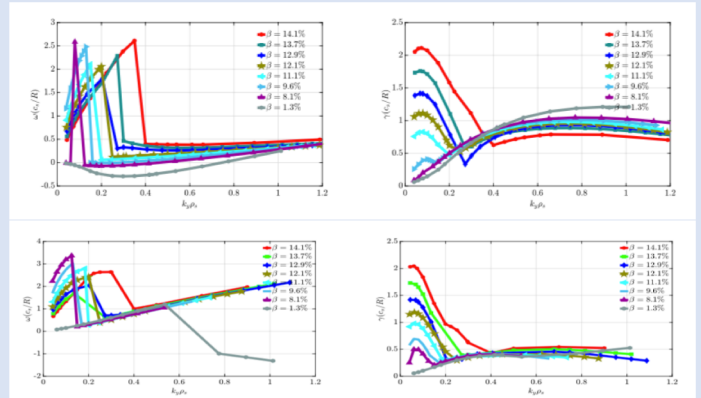 3
2.5
2
1.5
1
0.5
0
-0.5
0
0.2
0.4
0.6
0.8
1
1.2
ω(c_s/R)
k_yρ_s
β = 14.1%
β = 13.7%
β = 12.9%
β = 12.1%
β = 11.1%
β = 9.6%
β = 8.1%
β = 1.3%
2.5
2
1.5
1
0.5
0
0
0.2
0.4
0.6
0.8
1
1.2
γ(c_s/R)
k_yρ_s
β = 14.1%
β = 13.7%
β = 12.9%
β = 12.1%
β = 11.1%
β = 9.6%
β = 8.1%
β = 1.3%
4
3
2
1
0
-1
-2
0
0.2
0.4
0.6
0.8
1
1.2
ω(c_s/R)
k_yρ_s
β = 14.1%
β = 13.7%
β = 12.9%
β = 12.1%
β = 11.1%
β = 9.6%
β = 8.1%
β = 1.3%
2.5
2
1.5
1
0.5
0
0
0.2
0.4
0.6
0.8
1
1.2
γ(c_s/R)
k_yρ_s
β = 14.1%
β = 13.7%
β = 12.9%
β = 12.1%
β = 11.1%
β = 9.6%
β = 8.1%
β = 1.3%